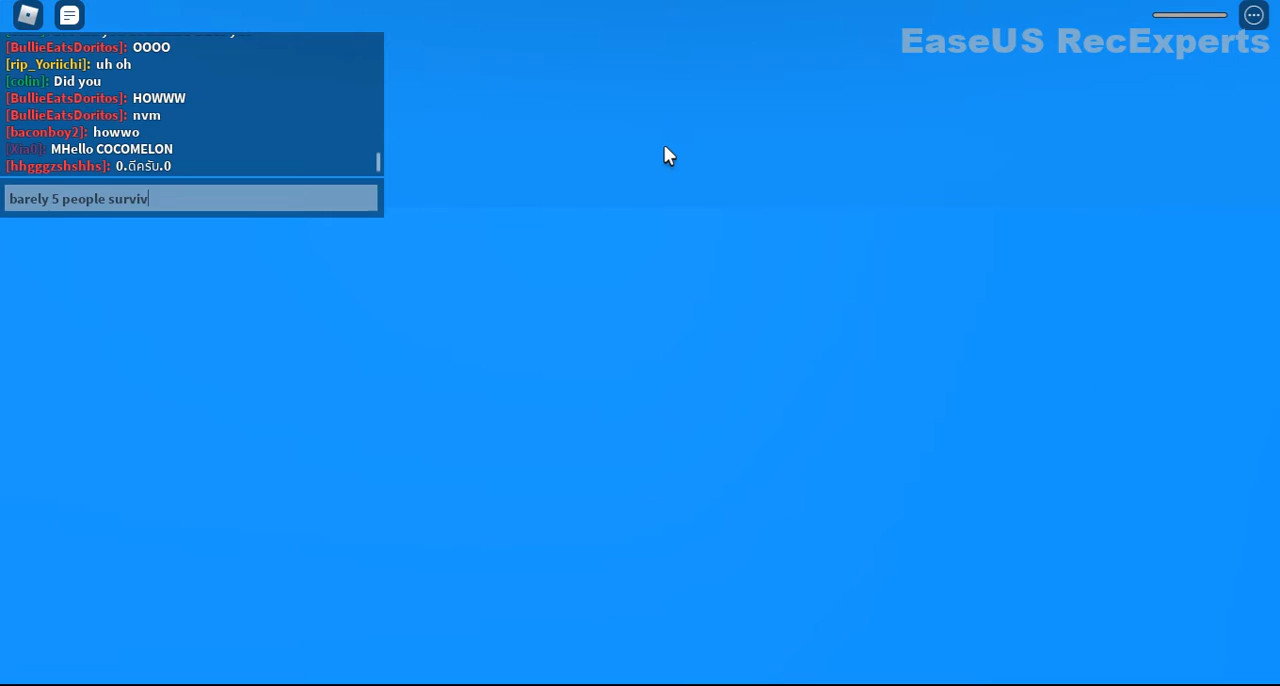 EaseUS RecExperts
[BullieEatsDoritos]: OOOO
[rip_Yoriichi]: uh oh
[colin]: Did you
[BullieEatsDoritos]: HOWWW
[BullieEatsDoritos]: nvm
[baconboy2]: howwo
MHello COCOMELON
[hhgggzshshhs]: 0.ดีครับ.0
barely 5 people surviv